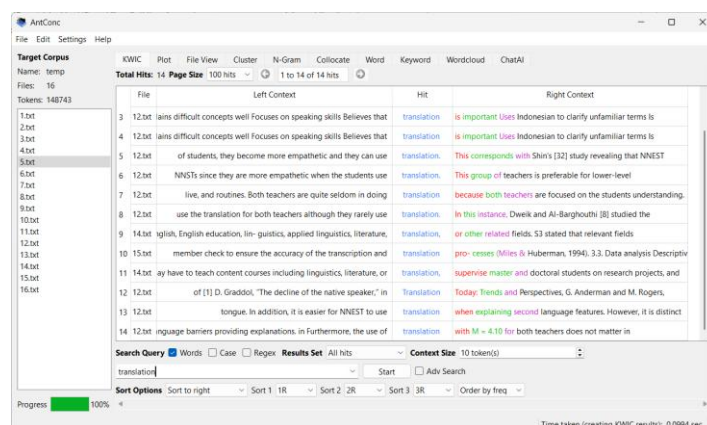 AntConc
File Edit Settings Help
Target Corpus
Name: temp
Files: 16
Tokens: 148743
1.txt
2.txt
3.txt
4.txt
5.txt
6.txt
7.txt
8.txt
9.txt
10.txt
11.txt
12.txt
13.txt
14.txt
15.txt
16.txt
Progress 100%
KWIC Plot File View Cluster N-Gram Collocate Word Keyword Wordcloud ChatAI
Total Hits: 14 Page Size 100 hits 1 to 14 of 14 hits
File Left Context Hit Right Context
3 12.txt lains difficult concepts well Focuses on speaking skills Believes that translation is important Uses Indonesian to clarify unfamiliar terms Is
4 12.txt lains difficult concepts well Focuses on speaking skills Believes that translation is important Uses Indonesian to clarify unfamiliar terms Is
5 12.txt of students, they become more empathetic and they can use translation. This corresponds with Shin's [32] study revealing that NNEST
6 12.txt NNSTs since they are more empathetic when the students use translation. This group of teachers is preferable for lower-level
7 12.txt live, and routines. Both teachers are quite seldom in doing translation because both teachers are focused on the students understanding.
8 12.txt use the translation for both teachers although they rarely use translation. In this instance, Dweik and Al-Barghouthi [8] studied the
9 14.txt nglish, English education, lin- guistics, applied linguistics, literature, translation, or other related fields. S3 stated that relevant fields
10 15.txt member check to ensure the accuracy of the transcription and translation pro- cesses (Miles & Huberman, 1994). 3.3. Data analysis Descriptiv
11 14.txt ay have to teach content courses including linguistics, literature, or translation, supervise master and doctoral students on research projects, and
12 12.txt of [1] D. Graddol, "The decline of the native speaker," in translation Today: Trends and Perspectives, G. Anderman and M. Rogers,
13 12.txt tongue. In addition, it is easier for NNEST to use translation when explaining second language features. However, it is distinct
14 12.txt nguage barriers providing explanations. in Furthermore, the use of translation with M = 4.10 for both teachers does not matter in
Search Query Words Case Regex Results Set All hits Context Size 10 token(s)
translation Start Adv Search
Sort Options Sort to right Sort 1 1R Sort 2 2R Sort 3 3R Order by freq
Time taken (creating KWIC results): 0.0994 sec